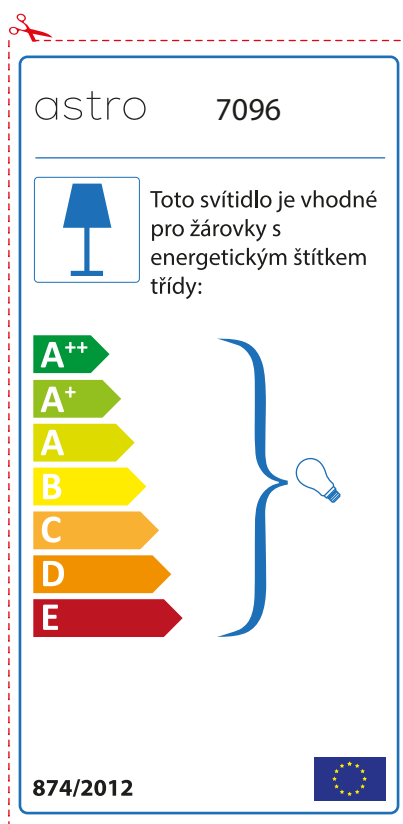 astro 7096
Toto svítidlo je vhodné
pro žárovky s
energetickým štítkem
třídy:
A++
A+
A
B
C
D
E
874/2012